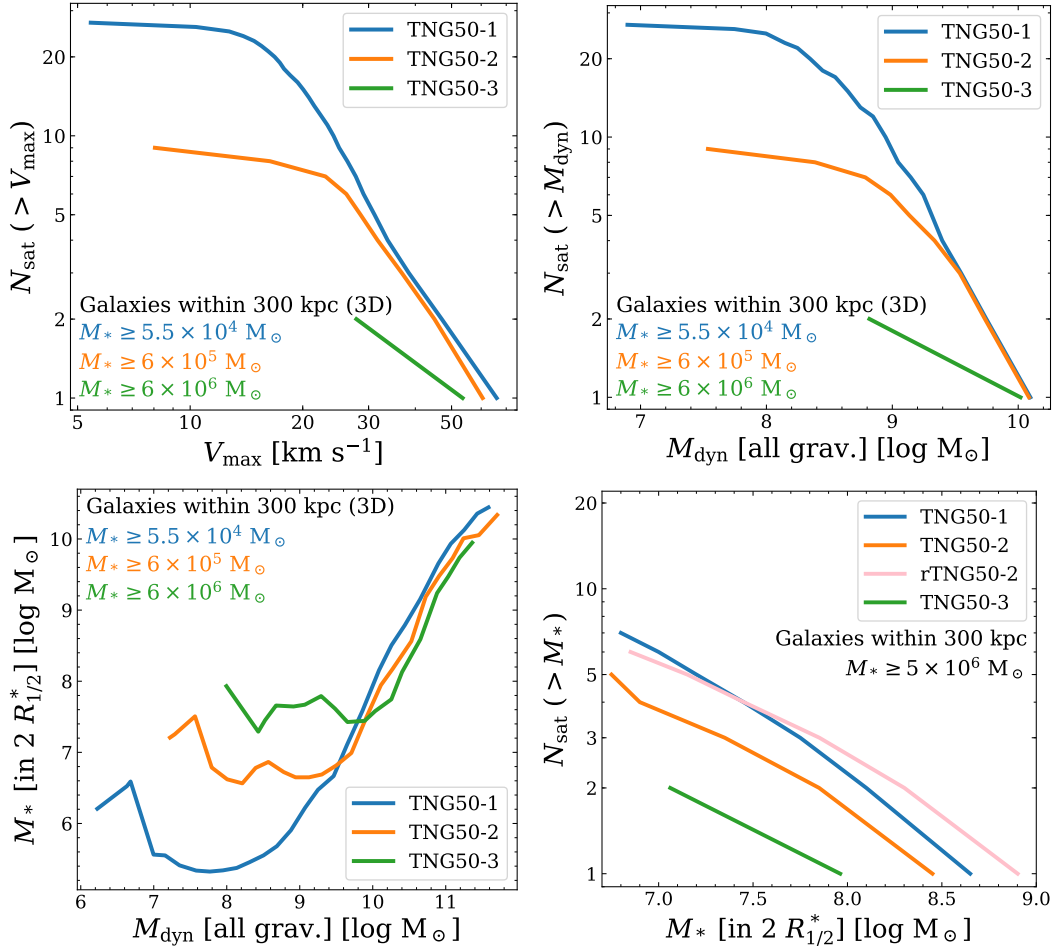 N_sat (> V_max)
20
10
5
2
1
TNG50-1
TNG50-2
TNG50-3
Galaxies within 300 kpc (3D)
M_* ≥ 5.5 × 10^4 M_⊙
M_* ≥ 6 × 10^5 M_⊙
M_* ≥ 6 × 10^6 M_⊙
5 10 20 30 50
V_max [km s^−1]
N_sat (> M_dyn)
20
10
5
2
1
TNG50-1
TNG50-2
TNG50-3
Galaxies within 300 kpc (3D)
M_* ≥ 5.5 × 10^4 M_⊙
M_* ≥ 6 × 10^5 M_⊙
M_* ≥ 6 × 10^6 M_⊙
7 8 9 10
M_dyn [all grav.] [log M_⊙]
M_* [in 2 R^*_1/2] [log M_⊙]
10
9
8
7
6
Galaxies within 300 kpc (3D)
M_* ≥ 5.5 × 10^4 M_⊙
M_* ≥ 6 × 10^5 M_⊙
M_* ≥ 6 × 10^6 M_⊙
TNG50-1
TNG50-2
TNG50-3
6 7 8 9 10 11
M_dyn [all grav.] [log M_⊙]
N_sat (> M_*)
20
10
5
3
2
1
TNG50-1
TNG50-2
rTNG50-2
TNG50-3
Galaxies within 300 kpc
M_* ≥ 5 × 10^6 M_⊙
7.0 7.5 8.0 8.5 9.0
M_* [in 2 R^*_1/2] [log M_⊙]